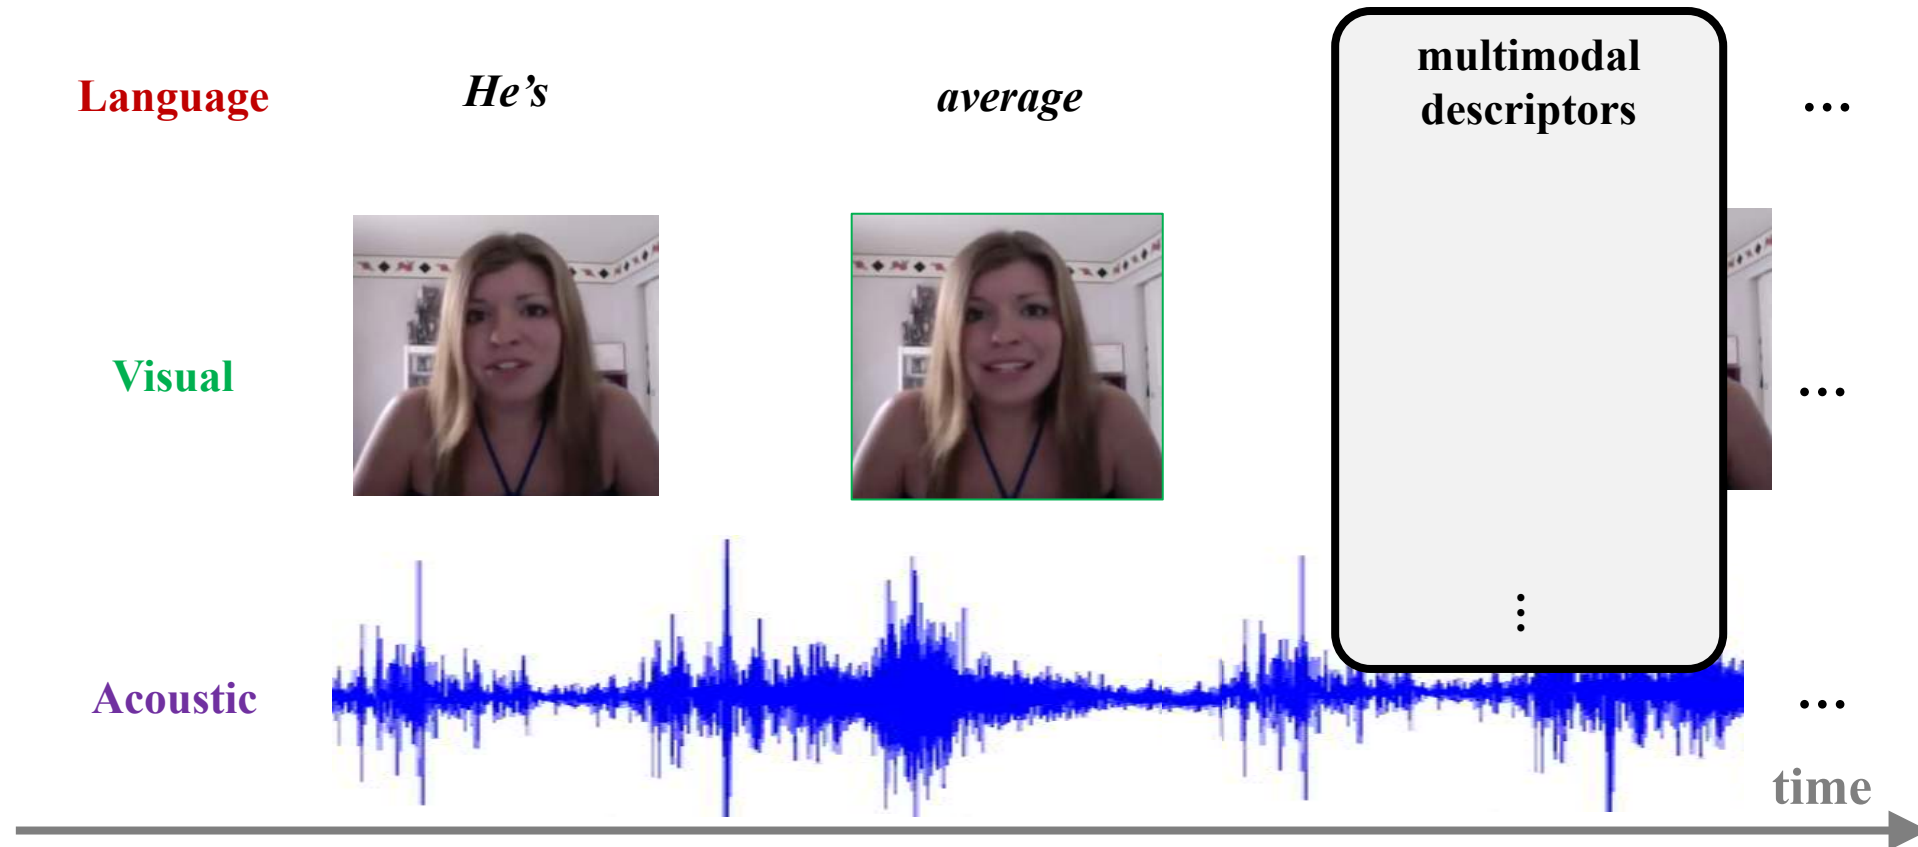 Language
He’s
average
multimodal
descriptors
...
Visual
...
⋮
Acoustic
...
time